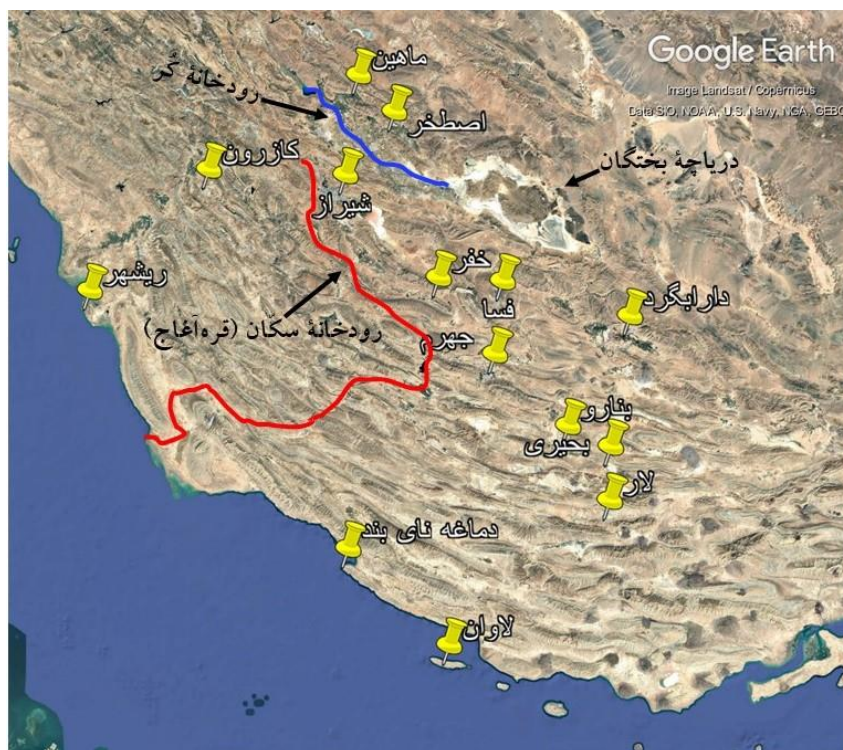 Google Earth
Image Landsat / Copernicus
Data SIO, NOAA, U.S. Navy, NGA, GEBC
ماهین
رودخانهٔ کُر
اصطخر
کازرون
شیراز
دریاچهٔ بختگان
خفر
فسا
ریشهر
دارابگرد
رودخانهٔ سکّان (قره‌آغاج)
جهرم
بنارو
بحیری
لار
دماغه نای بند
لاوان